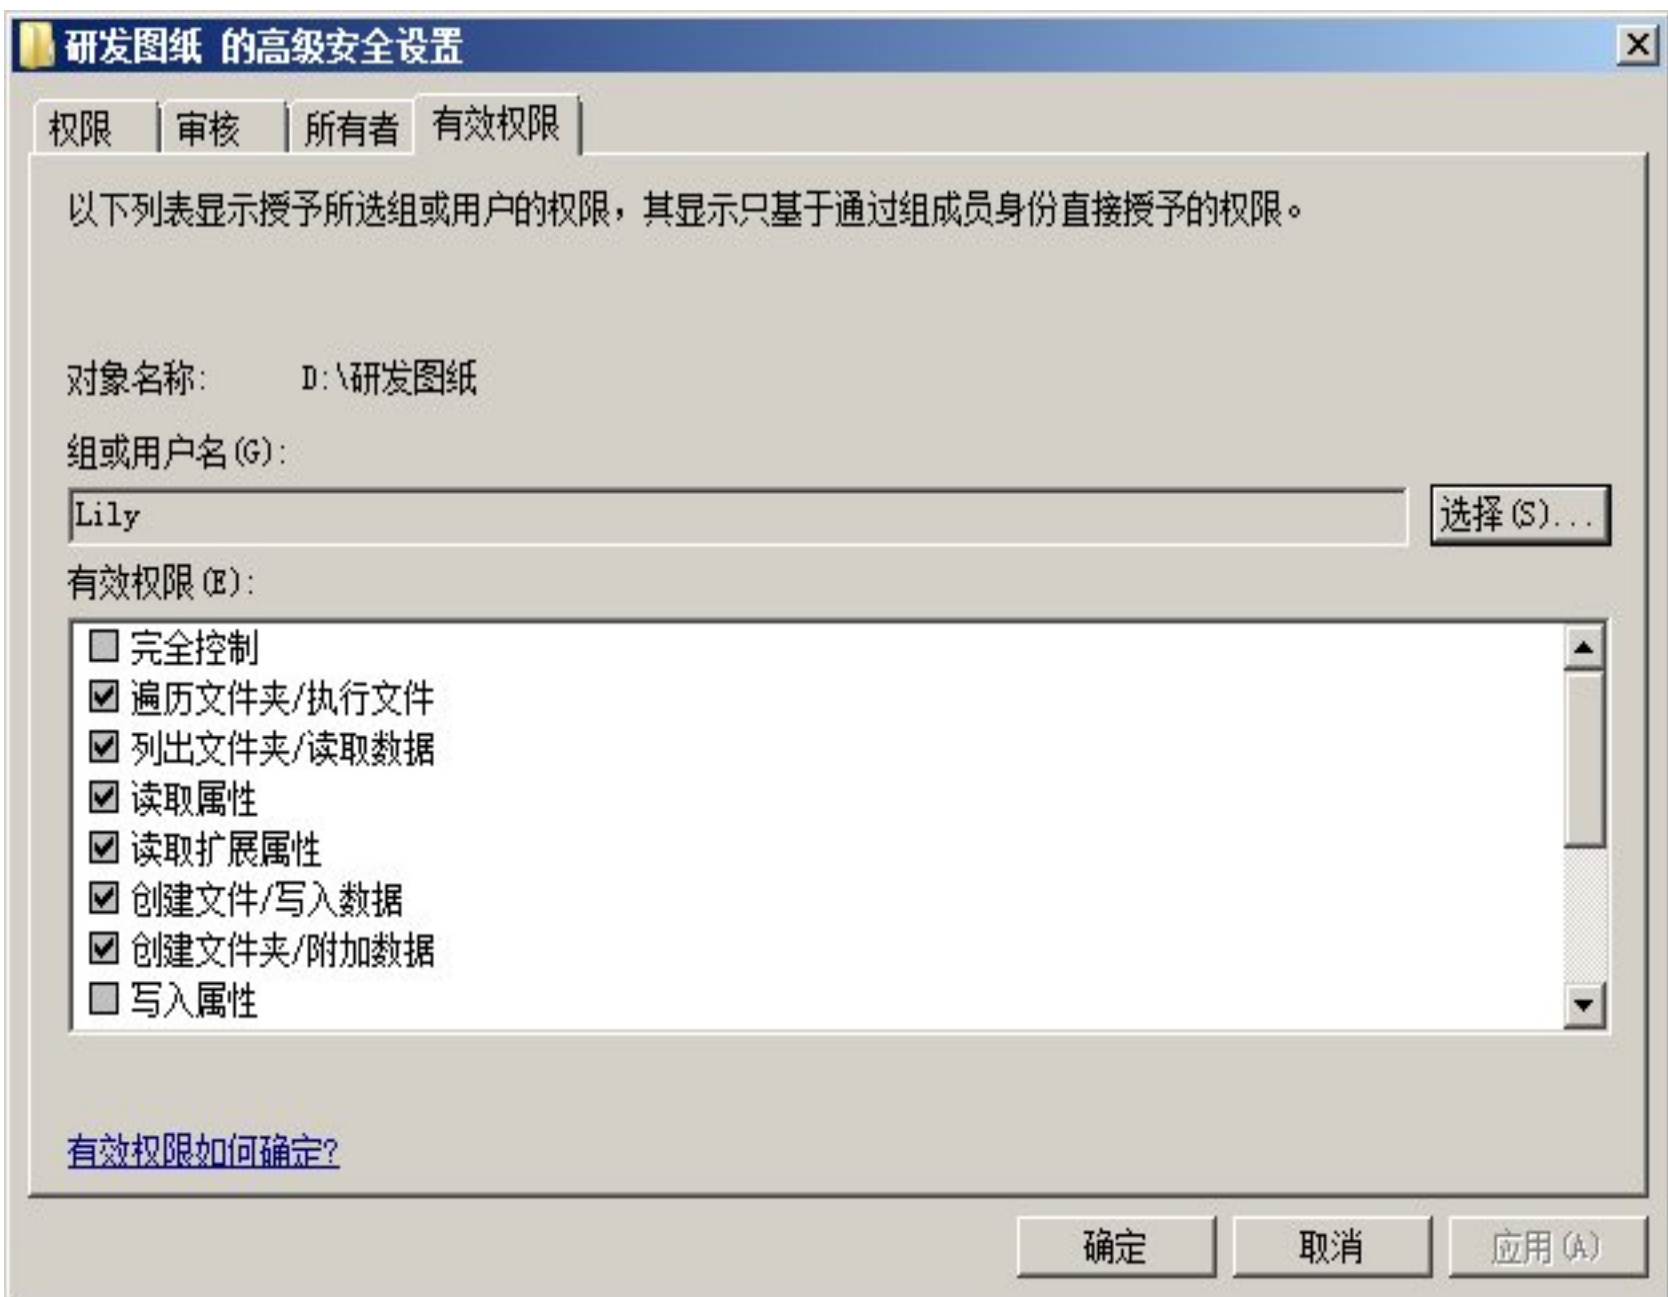 研发图纸 的高级安全设置
权限 审核 所有者 有效权限
以下列表显示授予所选组或用户的权限，其显示只基于通过组成员身份直接授予的权限。
对象名称: D:\研发图纸
组或用户名(G):
Lily 选择(S)...
有效权限(E):
完全控制
遍历文件夹/执行文件
列出文件夹/读取数据
读取属性
读取扩展属性
创建文件/写入数据
创建文件夹/附加数据
写入属性
有效权限如何确定?
确定 取消 应用(A)